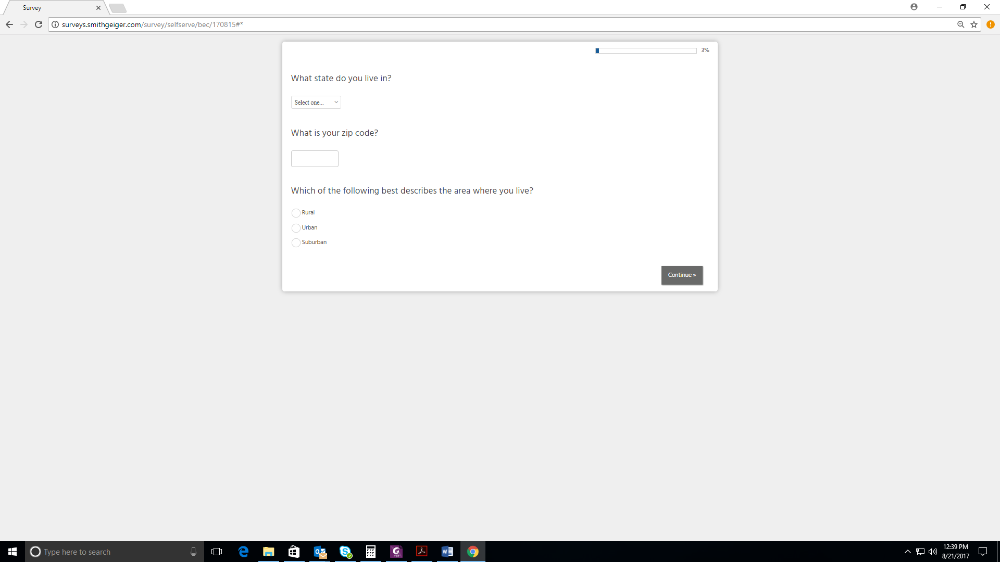 Survey
surveys.smithgeiger.com/survey/selfserve/bec/170815#*
3%
What state do you live in?
Select one...
What is your zip code?
Which of the following best describes the area where you live?
Rural
Urban
Suburban
Continue »
Type here to search
12:39 PM
8/21/2017